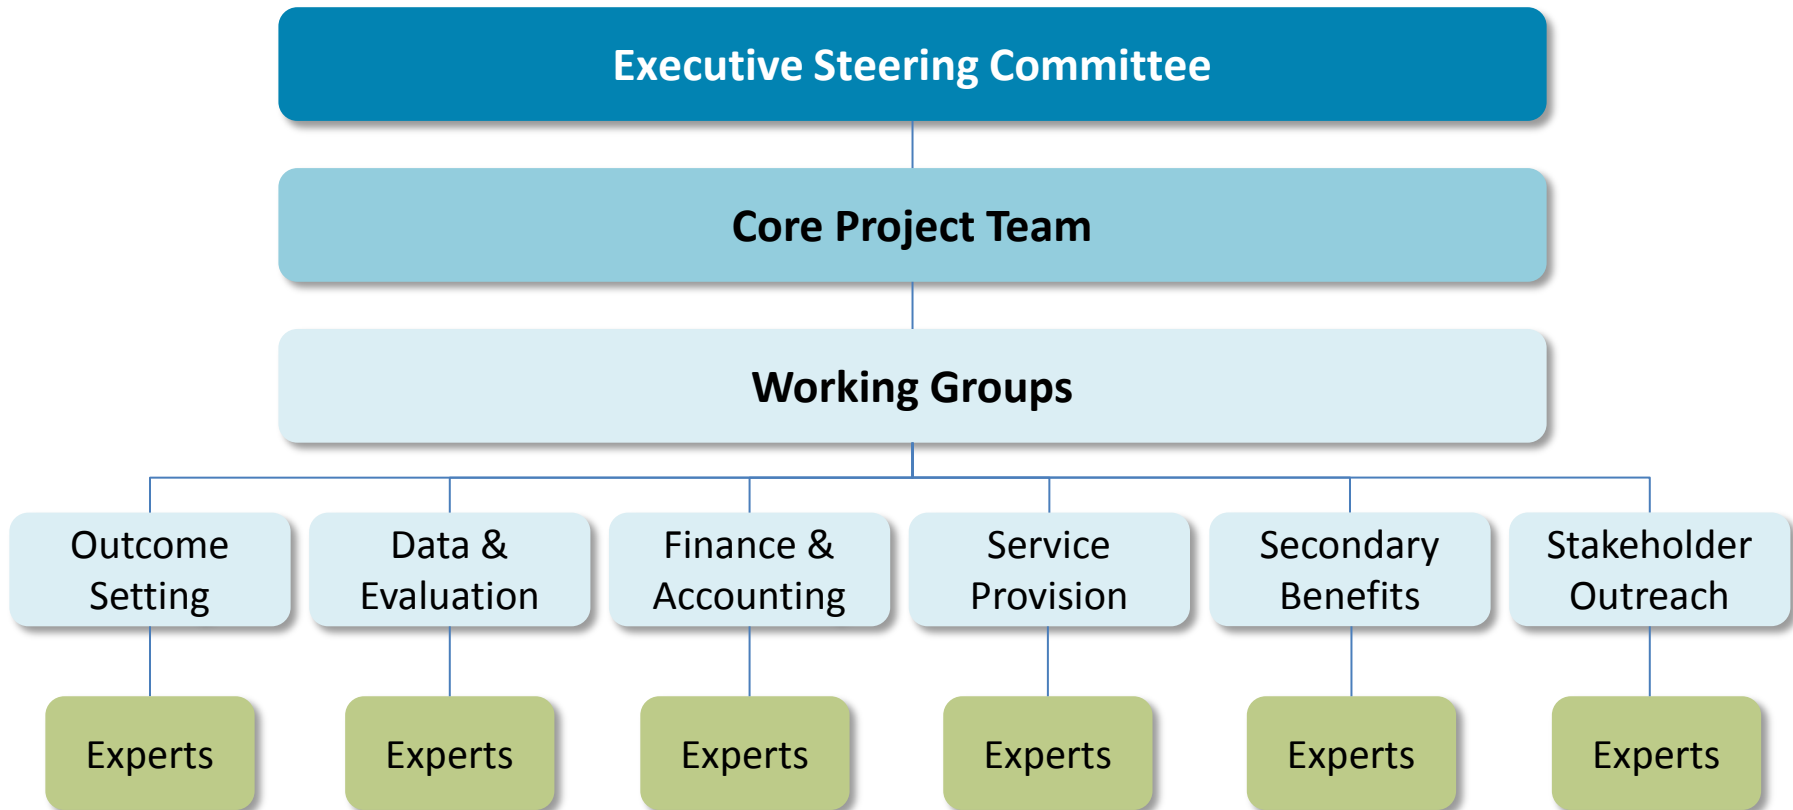 Executive Steering Committee
Core Project Team
Working Groups
Outcome
Setting
Data &
Evaluation
Finance &
Accounting
Service
Provision
Secondary
Benefits
Stakeholder
Outreach
Experts
Experts
Experts
Experts
Experts
Experts